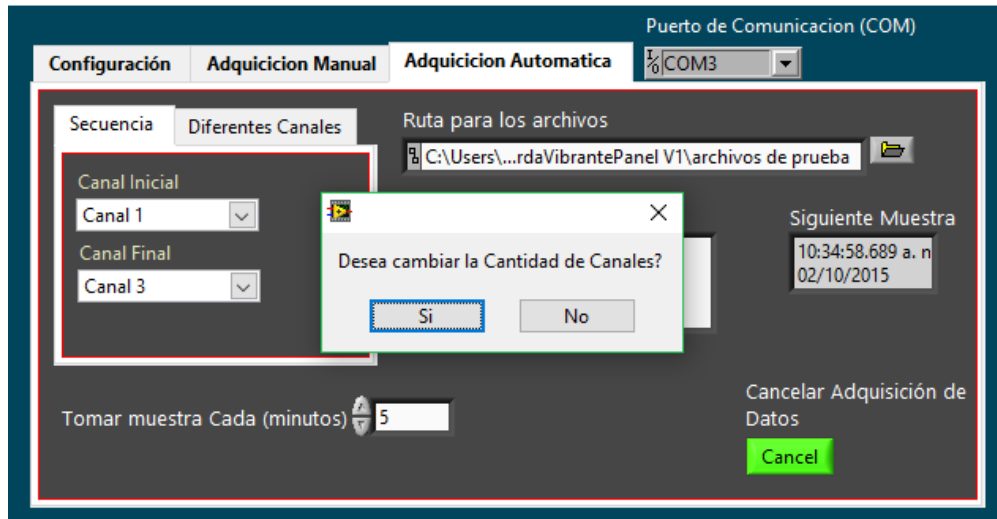 Puerto de Comunicacion (COM)
Configuración
Adquicicion Manual
Adquicicion Automatica
COM3
Secuencia
Diferentes Canales
Ruta para los archivos
C:\Users\...rdaVibrantePanel V1\archivos de prueba
Canal Inicial
Canal 1
Canal Final
Canal 3
Desea cambiar la Cantidad de Canales?
Si
No
Siguiente Muestra
10:34:58.689 a. n
02/10/2015
Tomar muestra Cada (minutos)
5
Cancelar Adquisición de
Datos
Cancel